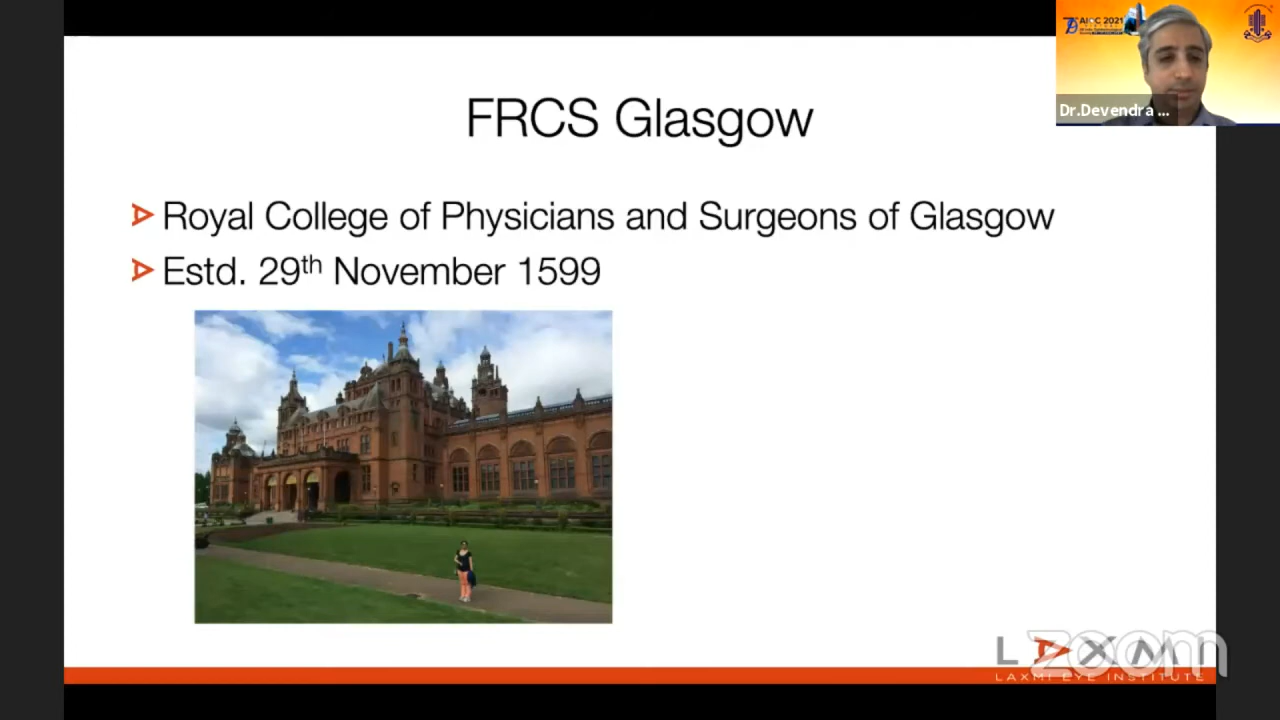 AIOC 2021
Dr.Devendra ...
FRCS Glasgow
Royal College of Physicians and Surgeons of Glasgow
Estd. 29th November 1599
LAXMI
zoom
LAXMI EYE INSTITUTE